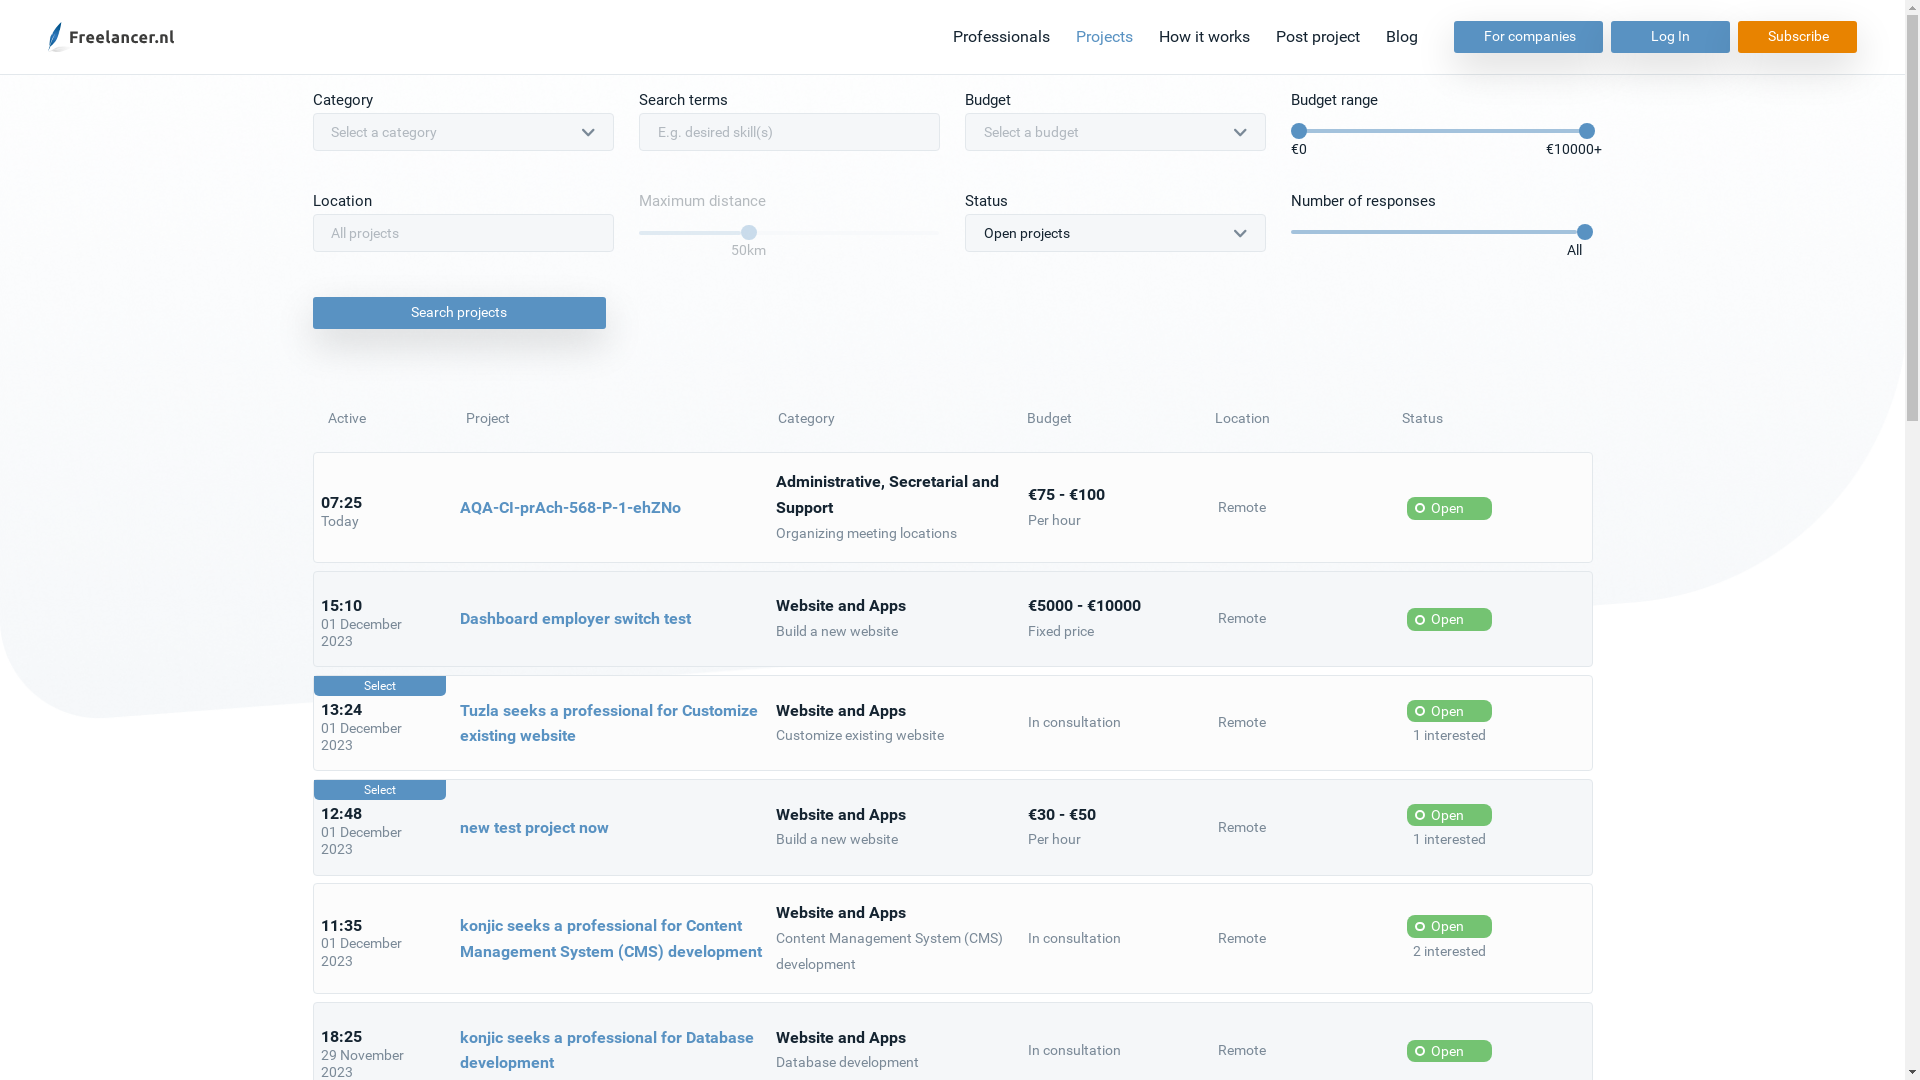 Freelancer.nl
Professionals
Projects
How it works
Post project
Blog
For companies
Log In
Subscribe
Category
Search terms
Budget
Budget range
Select a category
E.g. desired skill(s)
Select a budget
€0
€10000+
Location
Maximum distance
Status
Number of responses
All projects
50km
Open projects
All
Search projects
Active
Project
Category
Budget
Location
Status
07:25
Today
AQA-CI-prAch-568-P-1-ehZNo
Administrative, Secretarial and
Support
Organizing meeting locations
€75 - €100
Per hour
Remote
Open
15:10
01 December
2023
Dashboard employer switch test
Website and Apps
Build a new website
€5000 - €10000
Fixed price
Remote
Open
Select
13:24
01 December
2023
Tuzla seeks a professional for Customize
existing website
Website and Apps
Customize existing website
In consultation
Remote
Open
1 interested
Select
12:48
01 December
2023
new test project now
Website and Apps
Build a new website
€30 - €50
Per hour
Remote
Open
1 interested
11:35
01 December
2023
konjic seeks a professional for Content
Management System (CMS) development
Website and Apps
Content Management System (CMS)
development
In consultation
Remote
Open
2 interested
18:25
29 November
2023
konjic seeks a professional for Database
development
Website and Apps
Database development
In consultation
Remote
Open